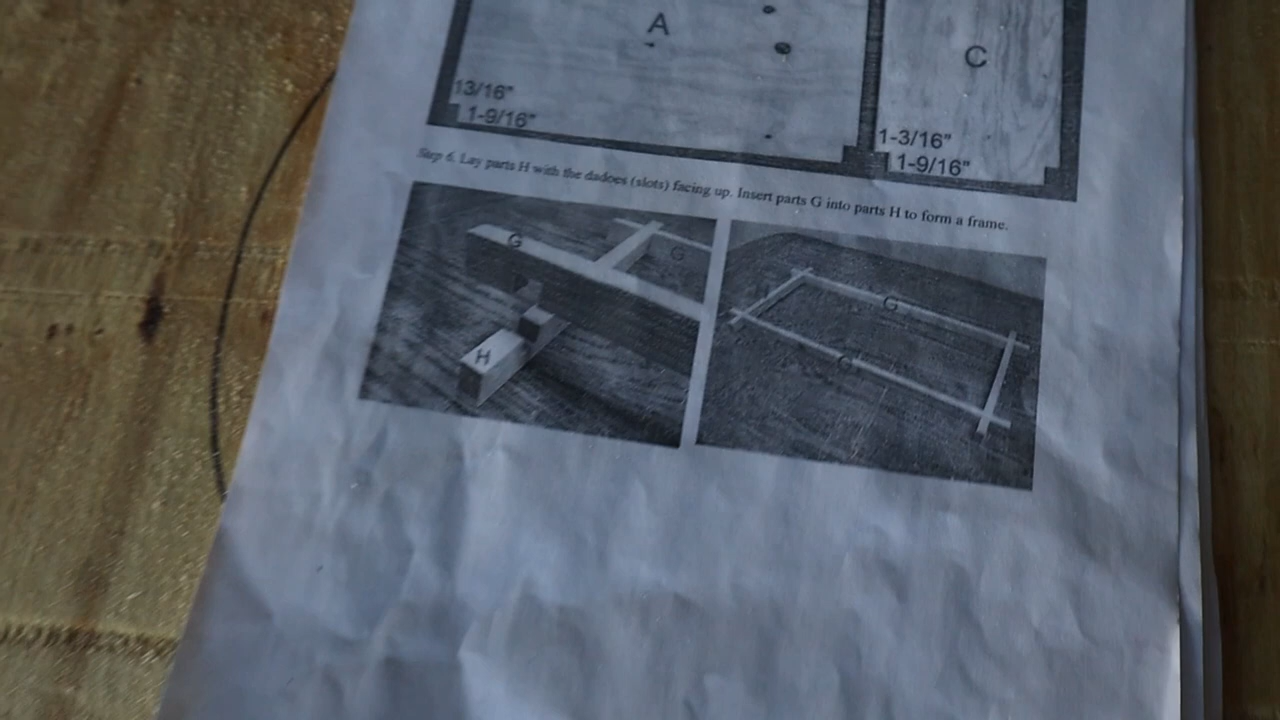 A
C
13/16"
1-9/16"
1-3/16"
1-9/16"
Step 6. Lay parts H with the dadoes (slots) facing up. Insert parts G into parts H to form a frame.
G
G
H
G
G